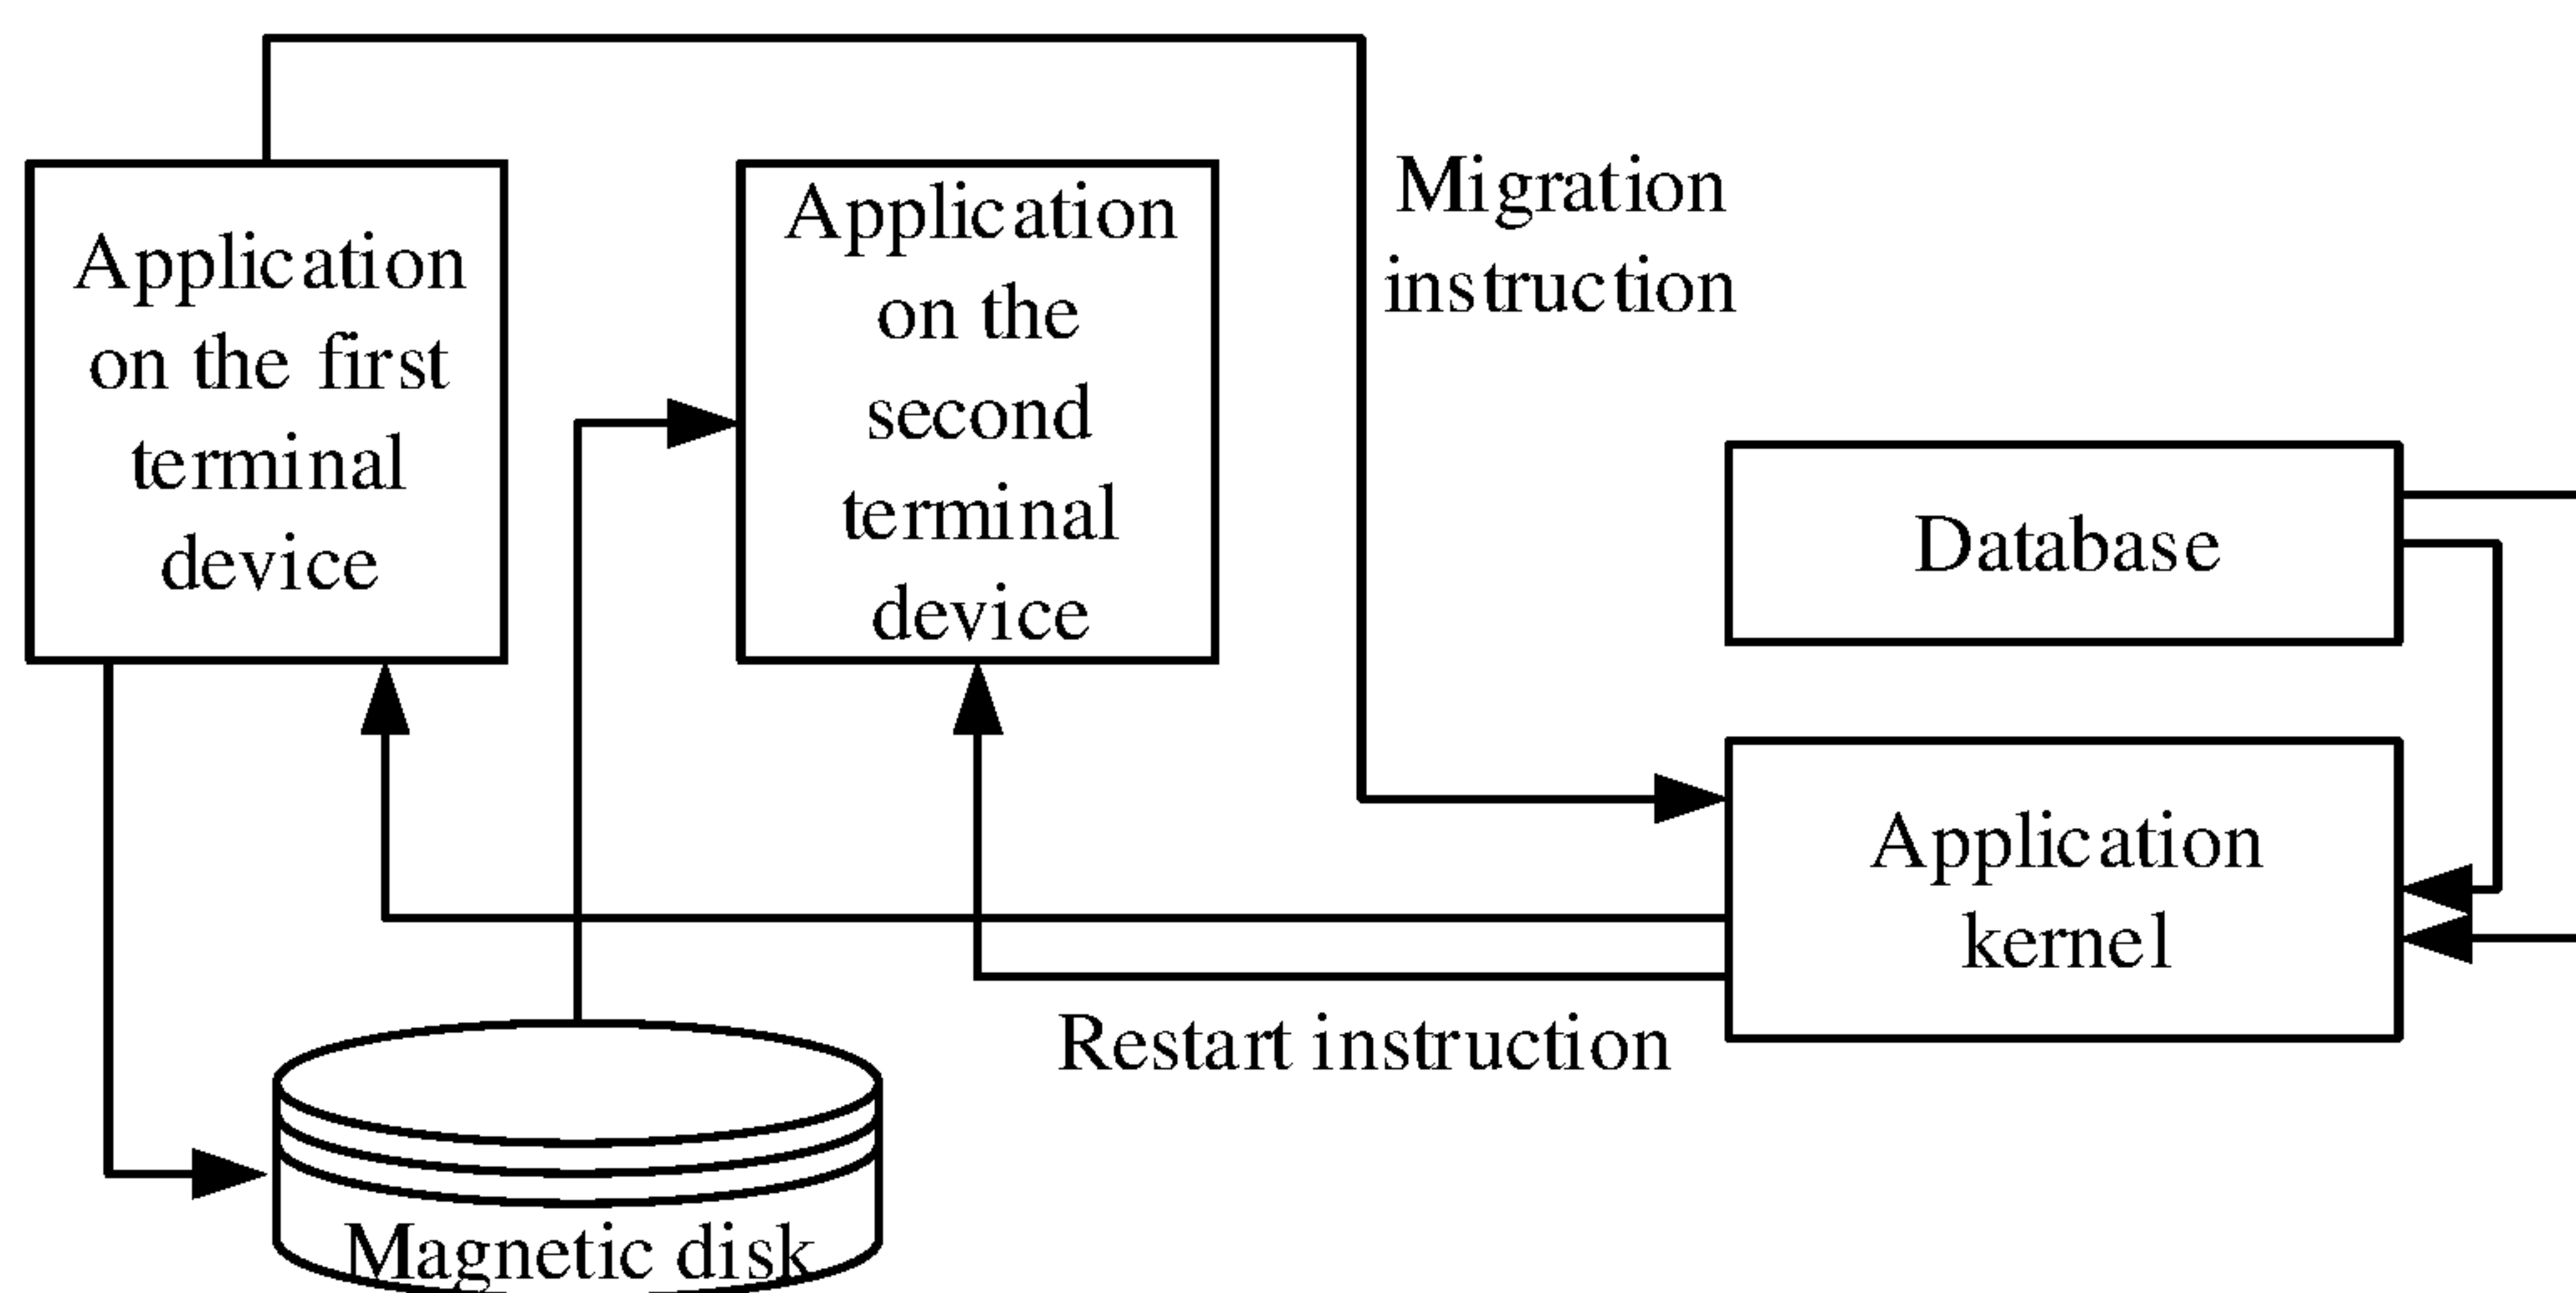 Application
on the first
terminal
device
Application
on the
second
terminal
device
Migration
instruction
Database
Application
kernel
Restart instruction
Magnetic disk